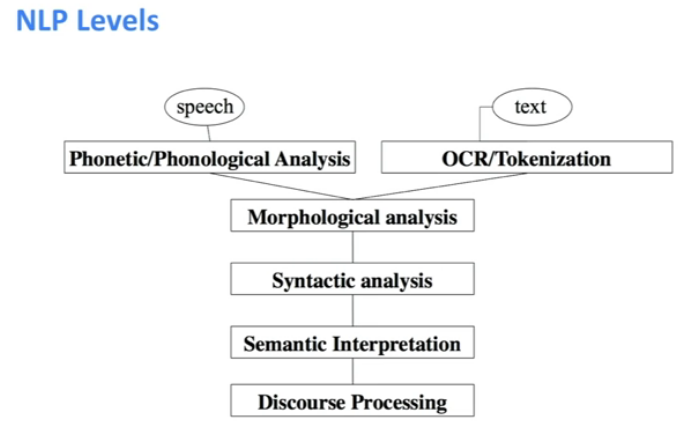 NLP Levels
speech
text
Phonetic/Phonological Analysis
OCR/Tokenization
Morphological analysis
Syntactic analysis
Semantic Interpretation
Discourse Processing